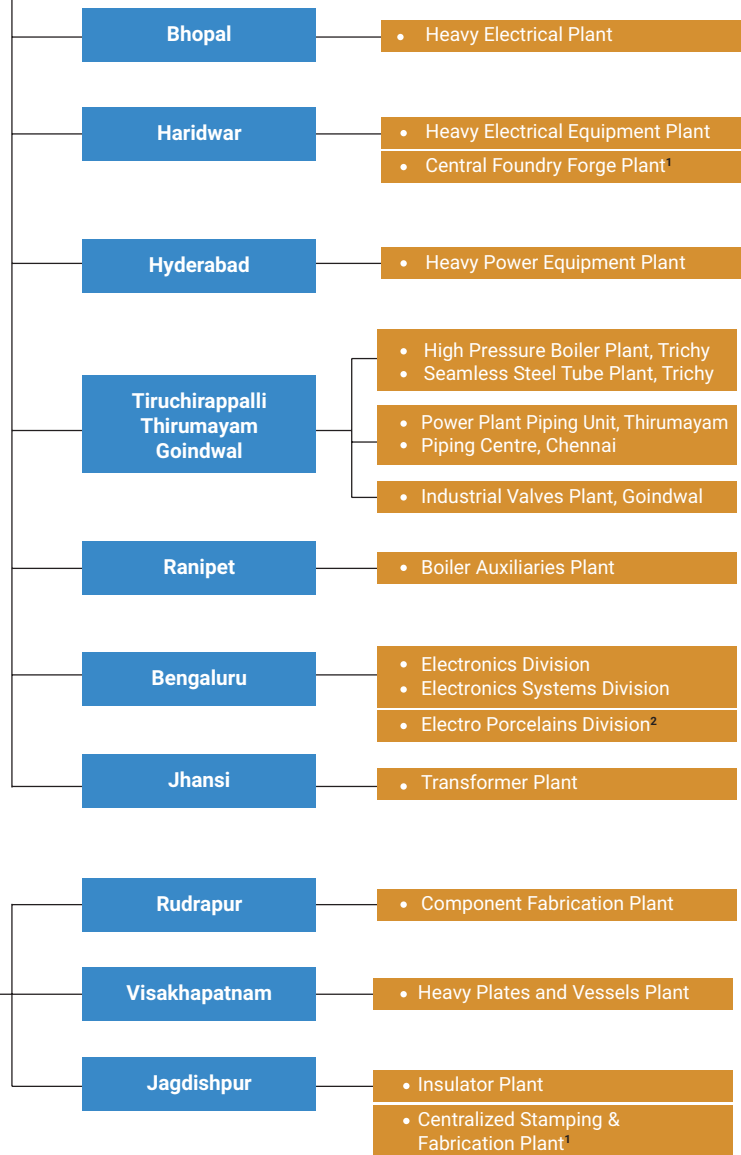 Bhopal
• Heavy Electrical Plant
Haridwar
• Heavy Electrical Equipment Plant
• Central Foundry Forge Plant¹
Hyderabad
• Heavy Power Equipment Plant
Tiruchirappalli
Thirumayam
Goindwal
• High Pressure Boiler Plant, Trichy
• Seamless Steel Tube Plant, Trichy
• Power Plant Piping Unit, Thirumayam
• Piping Centre, Chennai
• Industrial Valves Plant, Goindwal
Ranipet
• Boiler Auxiliaries Plant
Bengaluru
• Electronics Division
• Electronics Systems Division
• Electro Porcelains Division²
Jhansi
• Transformer Plant
Rudrapur
• Component Fabrication Plant
Visakhapatnam
• Heavy Plates and Vessels Plant
Jagdishpur
• Insulator Plant
• Centralized Stamping &
Fabrication Plant¹